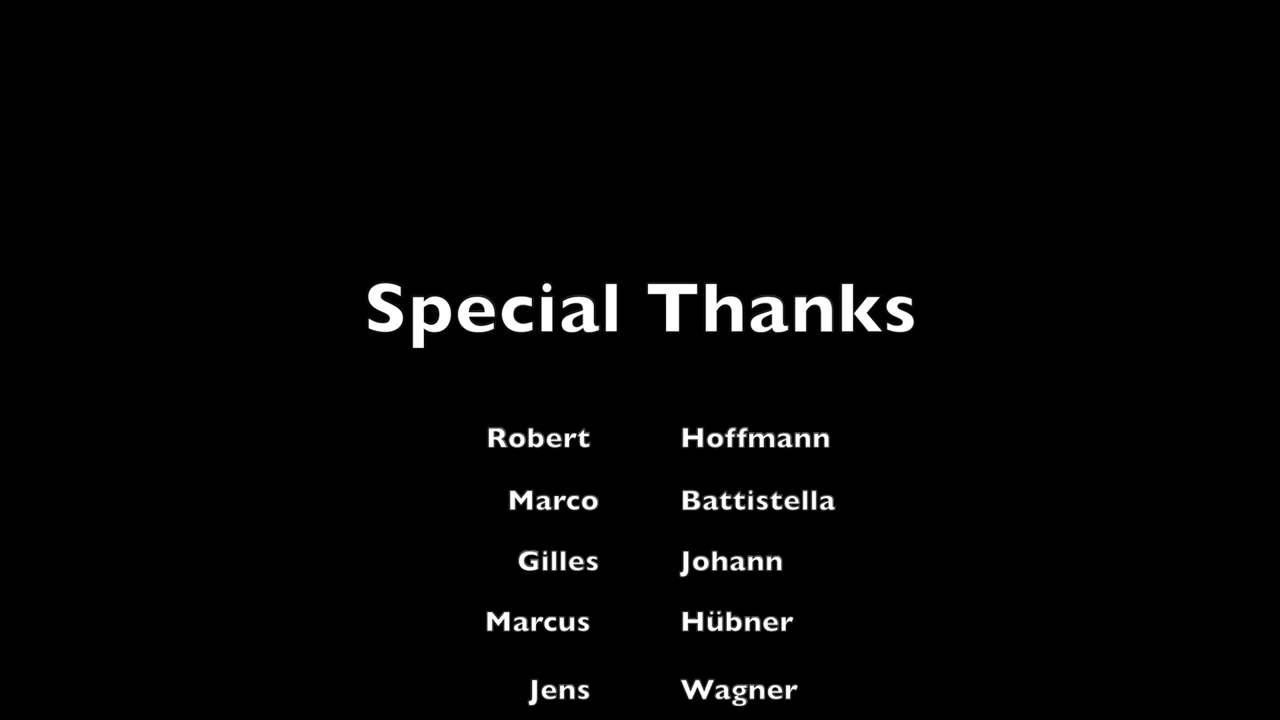 Special Thanks
Robert Hoffmann
Marco Battistella
Gilles Johann
Marcus Hübner
Jens Wagner